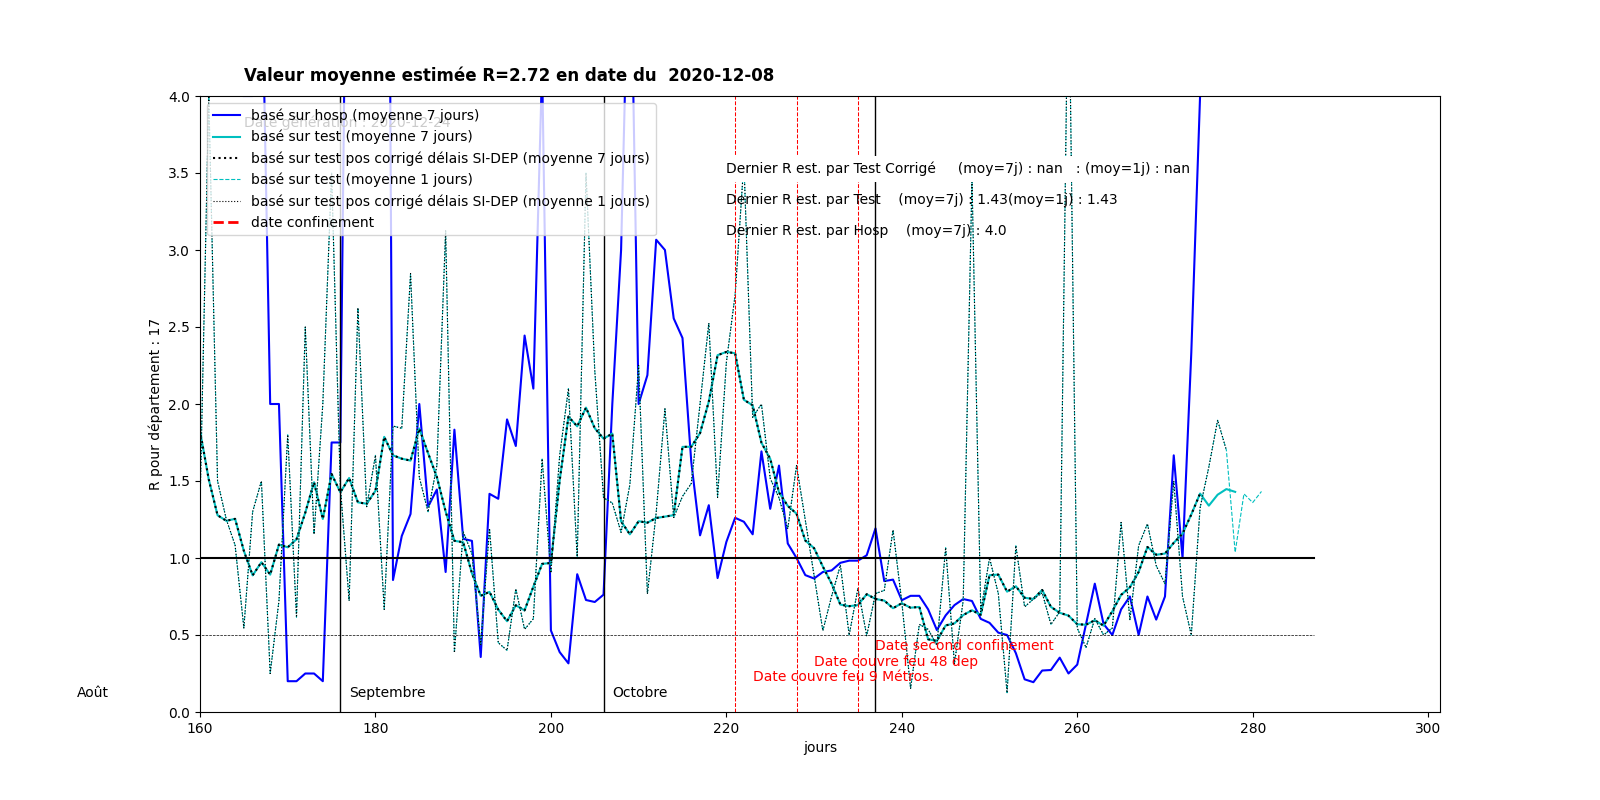 Valeur moyenne estimée R=2.72 en date du  2020-12-08
Date génération : 2020-12-24
basé sur hosp (moyenne 7 jours)
basé sur test (moyenne 7 jours)
basé sur test pos corrigé délais SI-DEP (moyenne 7 jours)
basé sur test (moyenne 1 jours)
basé sur test pos corrigé délais SI-DEP (moyenne 1 jours)
date confinement
Dernier R est. par Test Corrigé     (moy=7j) : nan   : (moy=1j) : nan
Dernier R est. par Test    (moy=7j) : 1.43(moy=1j) : 1.43
Dernier R est. par Hosp    (moy=7j) : 4.0
R pour département : 17
4.0
3.5
3.0
2.5
2.0
1.5
1.0
0.5
0.0
Date second confinement
Date couvre feu 48 dep
Date couvre feu 9 Métros.
Août
Septembre
Octobre
160 180 200 220 240 260 280 300
jours